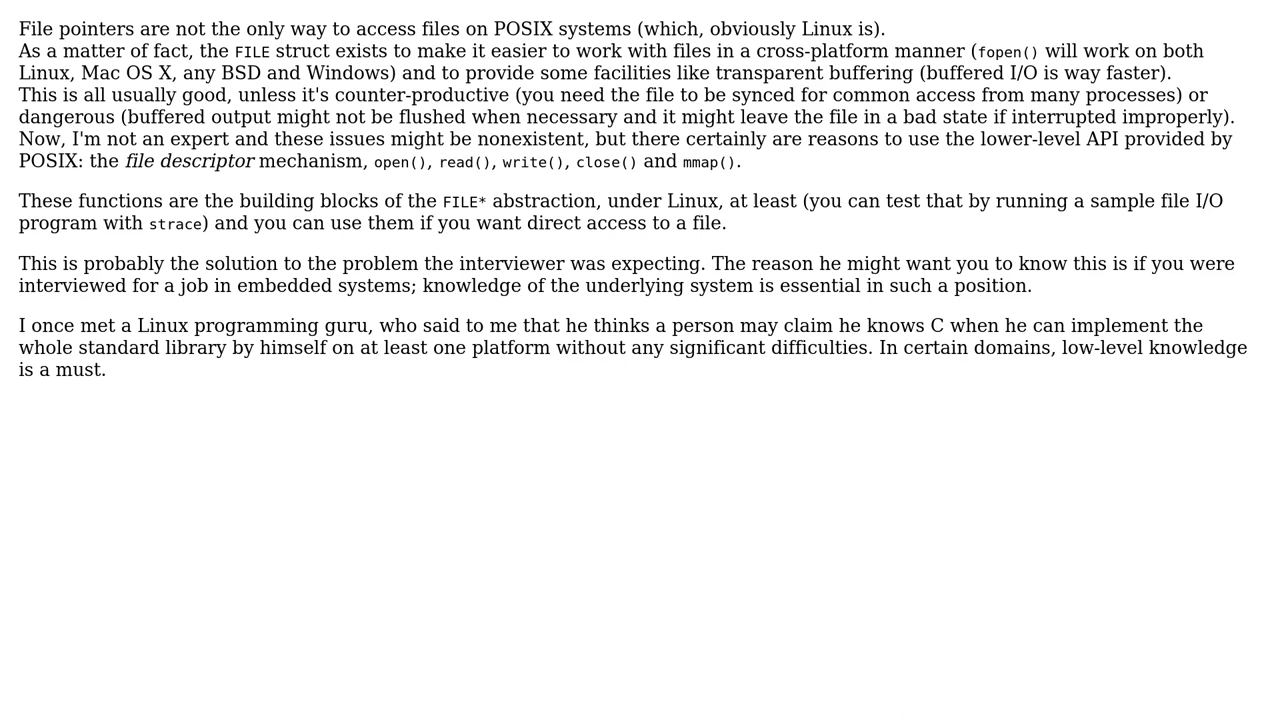 File pointers are not the only way to access files on POSIX systems (which, obviously Linux is).
As a matter of fact, the FILE struct exists to make it easier to work with files in a cross-platform manner (fopen() will work on both
Linux, Mac OS X, any BSD and Windows) and to provide some facilities like transparent buffering (buffered I/O is way faster).
This is all usually good, unless it's counter-productive (you need the file to be synced for common access from many processes) or
dangerous (buffered output might not be flushed when necessary and it might leave the file in a bad state if interrupted improperly).
Now, I'm not an expert and these issues might be nonexistent, but there certainly are reasons to use the lower-level API provided by
POSIX: the file descriptor mechanism, open(), read(), write(), close() and mmap().
These functions are the building blocks of the FILE* abstraction, under Linux, at least (you can test that by running a sample file I/O
program with strace) and you can use them if you want direct access to a file.
This is probably the solution to the problem the interviewer was expecting. The reason he might want you to know this is if you were
interviewed for a job in embedded systems; knowledge of the underlying system is essential in such a position.
I once met a Linux programming guru, who said to me that he thinks a person may claim he knows C when he can implement the
whole standard library by himself on at least one platform without any significant difficulties. In certain domains, low-level knowledge
is a must.